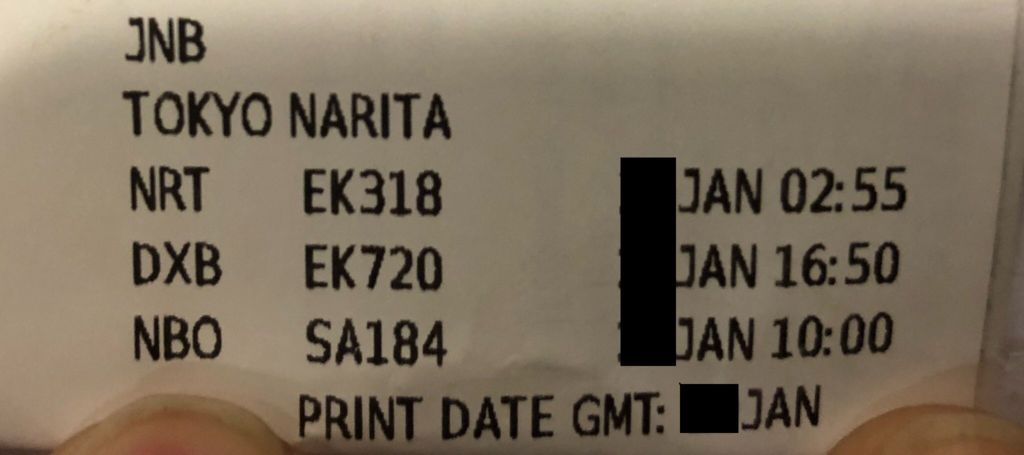 JNB
TOKYO NARITA
NRT EK318 JAN 02:55
DXB EK720 JAN 16:50
NBO SA184 JAN 10:00
PRINT DATE GMT: JAN